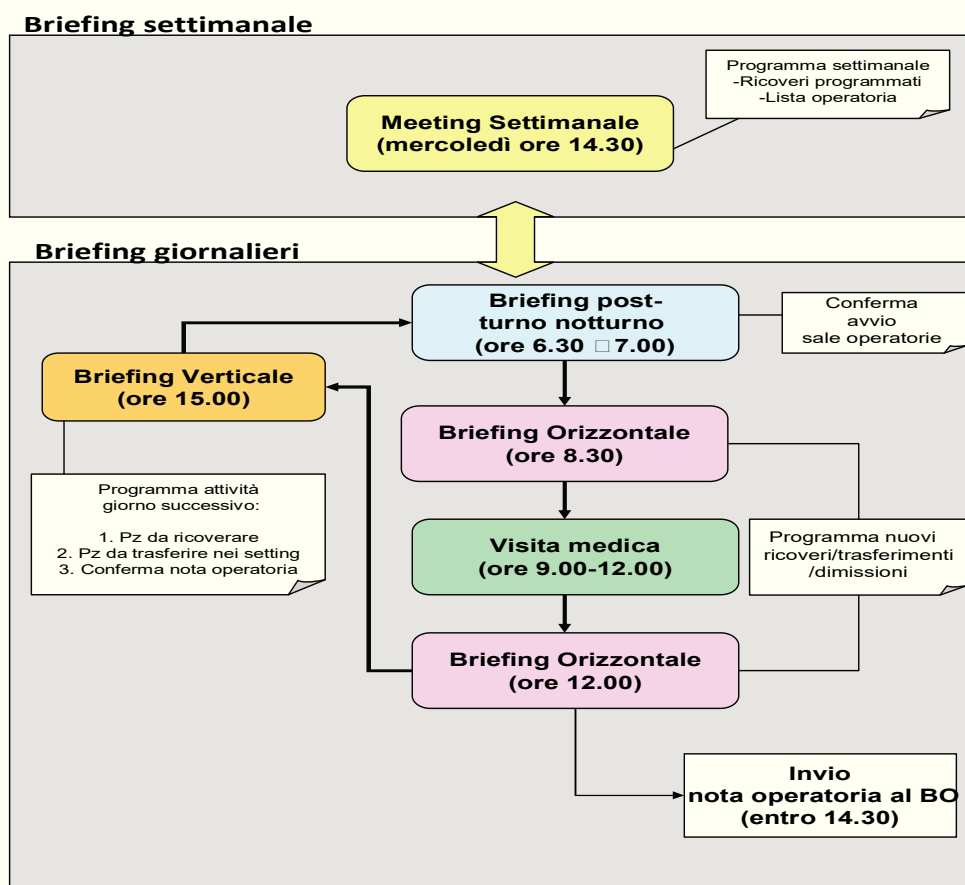 Briefing settimanale
Programma settimanale
-Ricoveri programmati
-Lista operatoria
Meeting Settimanale
(mercoledì ore 14.30)
Briefing giornalieri
Briefing post-
turno notturno
(ore 6.30 □ 7.00)
Conferma
avvio
sale operatorie
Briefing Verticale
(ore 15.00)
Briefing Orizzontale
(ore 8.30)
Programma attività
giorno successivo:
1. Pz da ricoverare
2. Pz da trasferire nei setting
3. Conferma nota operatoria
Visita medica
(ore 9.00-12.00)
Programma nuovi
ricoveri/trasferimenti
/dimissioni
Briefing Orizzontale
(ore 12.00)
Invio
nota operatoria al BO
(entro 14.30)